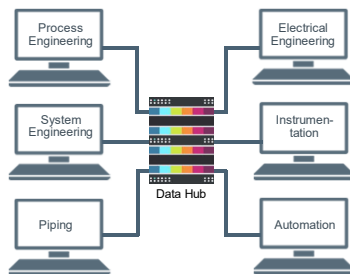 Process
Engineering
Electrical
Engineering
System
Engineering
Instrumen-
tation
Data Hub
Piping
Automation